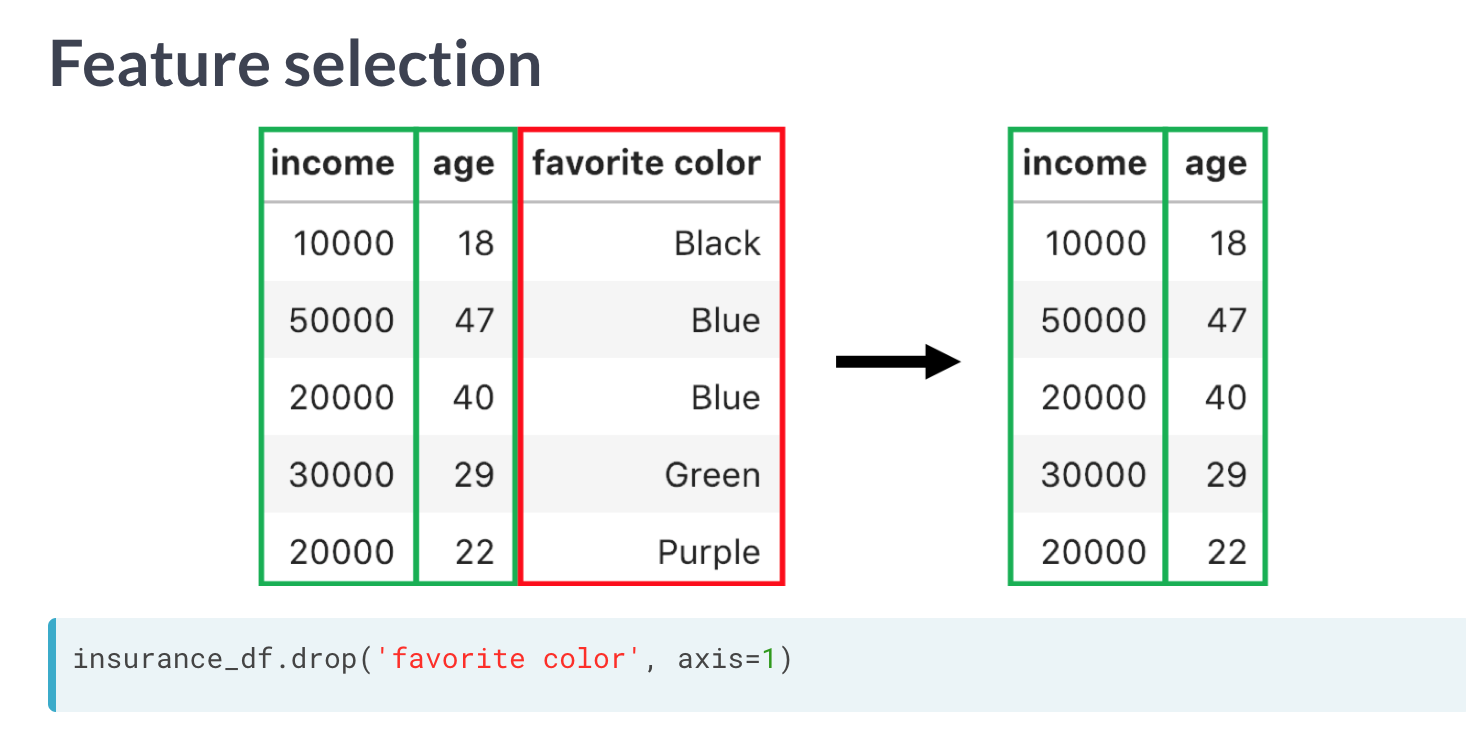 Feature selection
income age favorite color income age
10000 18 Black 10000 18
50000 47 Blue 50000 47
20000 40 Blue 20000 40
30000 29 Green 30000 29
20000 22 Purple 20000 22
insurance_df.drop('favorite color', axis=1)